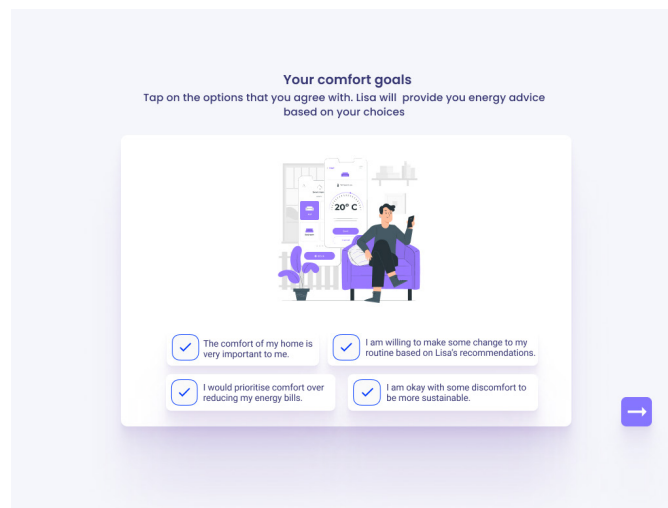 Your comfort goals
Tap on the options that you agree with. Lisa will provide you energy advice
based on your choices
20° C
The comfort of my home is
very important to me.
I am willing to make some change to my
routine based on Lisa's recommendations.
I would prioritise comfort over
reducing my energy bills.
I am okay with some discomfort to
be more sustainable.